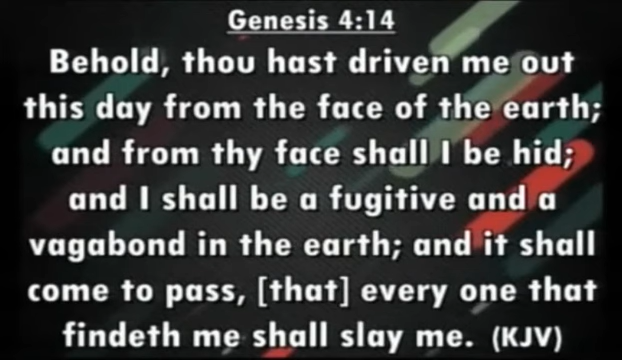 Genesis 4:14
Behold, thou hast driven me out
this day from the face of the earth;
and from thy face shall I be hid;
and I shall be a fugitive and a
vagabond in the earth; and it shall
come to pass, [that] every one that
findeth me shall slay me. (KJV)